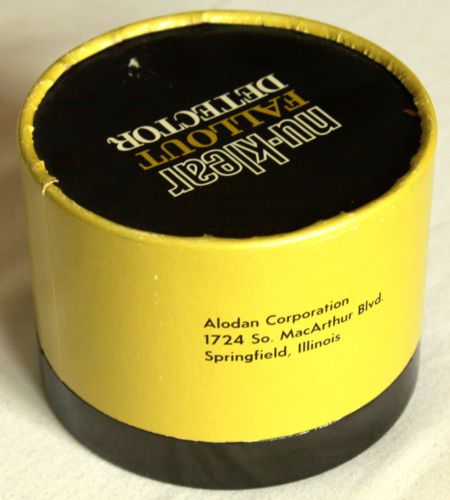 nu·klear
FALLOUT
DETECTOR
Alodan Corporation
1724 So. MacArthur Blvd.
Springfield, Illinois